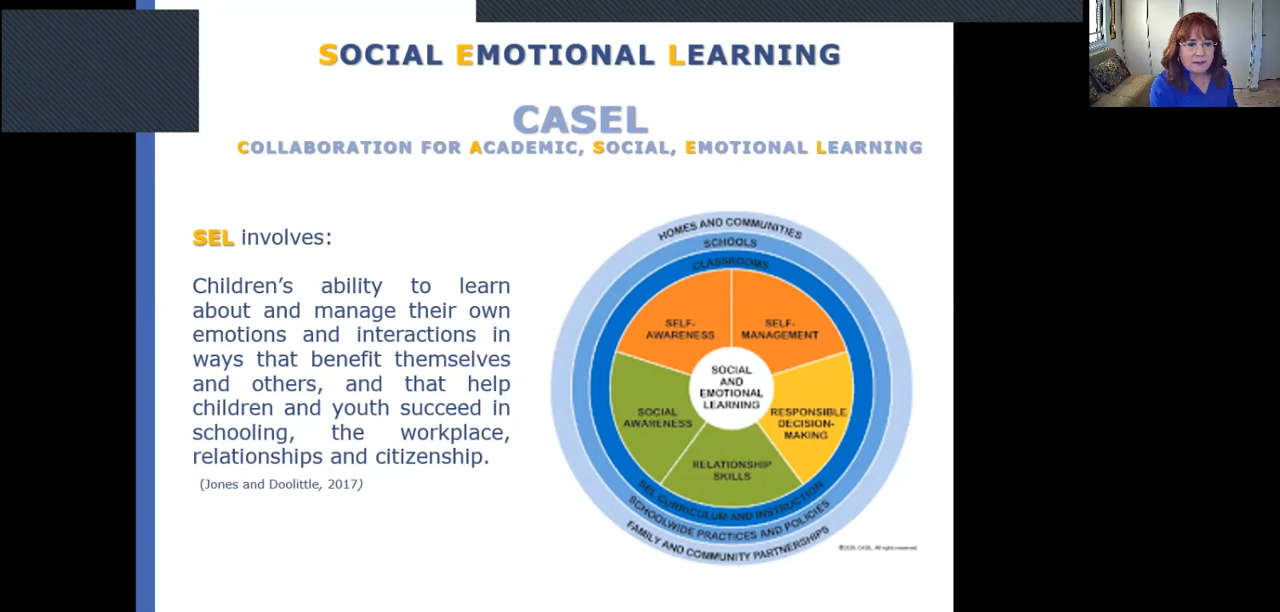 SOCIAL EMOTIONAL LEARNING
CASEL
COLLABORATION FOR ACADEMIC, SOCIAL, EMOTIONAL LEARNING
SEL involves:
Children's ability to learn
about and manage their own
emotions and interactions in
ways that benefit themselves
and others, and that help
children and youth succeed in
schooling, the workplace,
relationships and citizenship.
(Jones and Doolittle, 2017)
HOMES AND COMMUNITIES
SCHOOLS
CLASSROOMS
SELF-
AWARENESS
SELF-
MANAGEMENT
SOCIAL
AND
EMOTIONAL
LEARNING
SOCIAL
AWARENESS
RESPONSIBLE
DECISION-
MAKING
RELATIONSHIP
SKILLS
SEL CURRICULUM AND INSTRUCTION
SCHOOLWIDE PRACTICES AND POLICIES
FAMILY AND COMMUNITY PARTNERSHIPS
CASEL. All rights reserved.